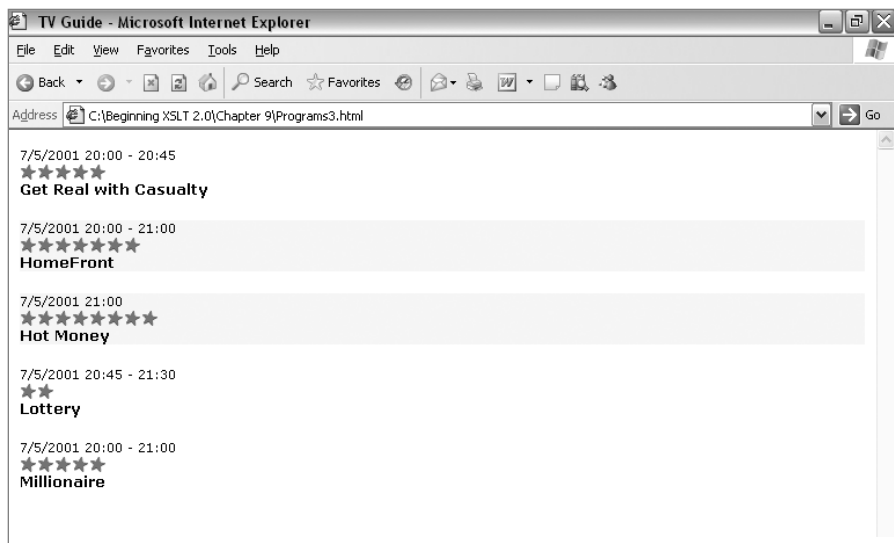 TV Guide - Microsoft Internet Explorer
File Edit View Favorites Tools Help
Back Search Favorites W
Address C:\Beginning XSLT 2.0\Chapter 9\Programs3.html Go
7/5/2001 20:00 - 20:45
★★★★★
Get Real with Casualty
7/5/2001 20:00 - 21:00
★★★★★★★
HomeFront
7/5/2001 21:00
★★★★★★★★
Hot Money
7/5/2001 20:45 - 21:30
★★
Lottery
7/5/2001 20:00 - 21:00
★★★★★
Millionaire